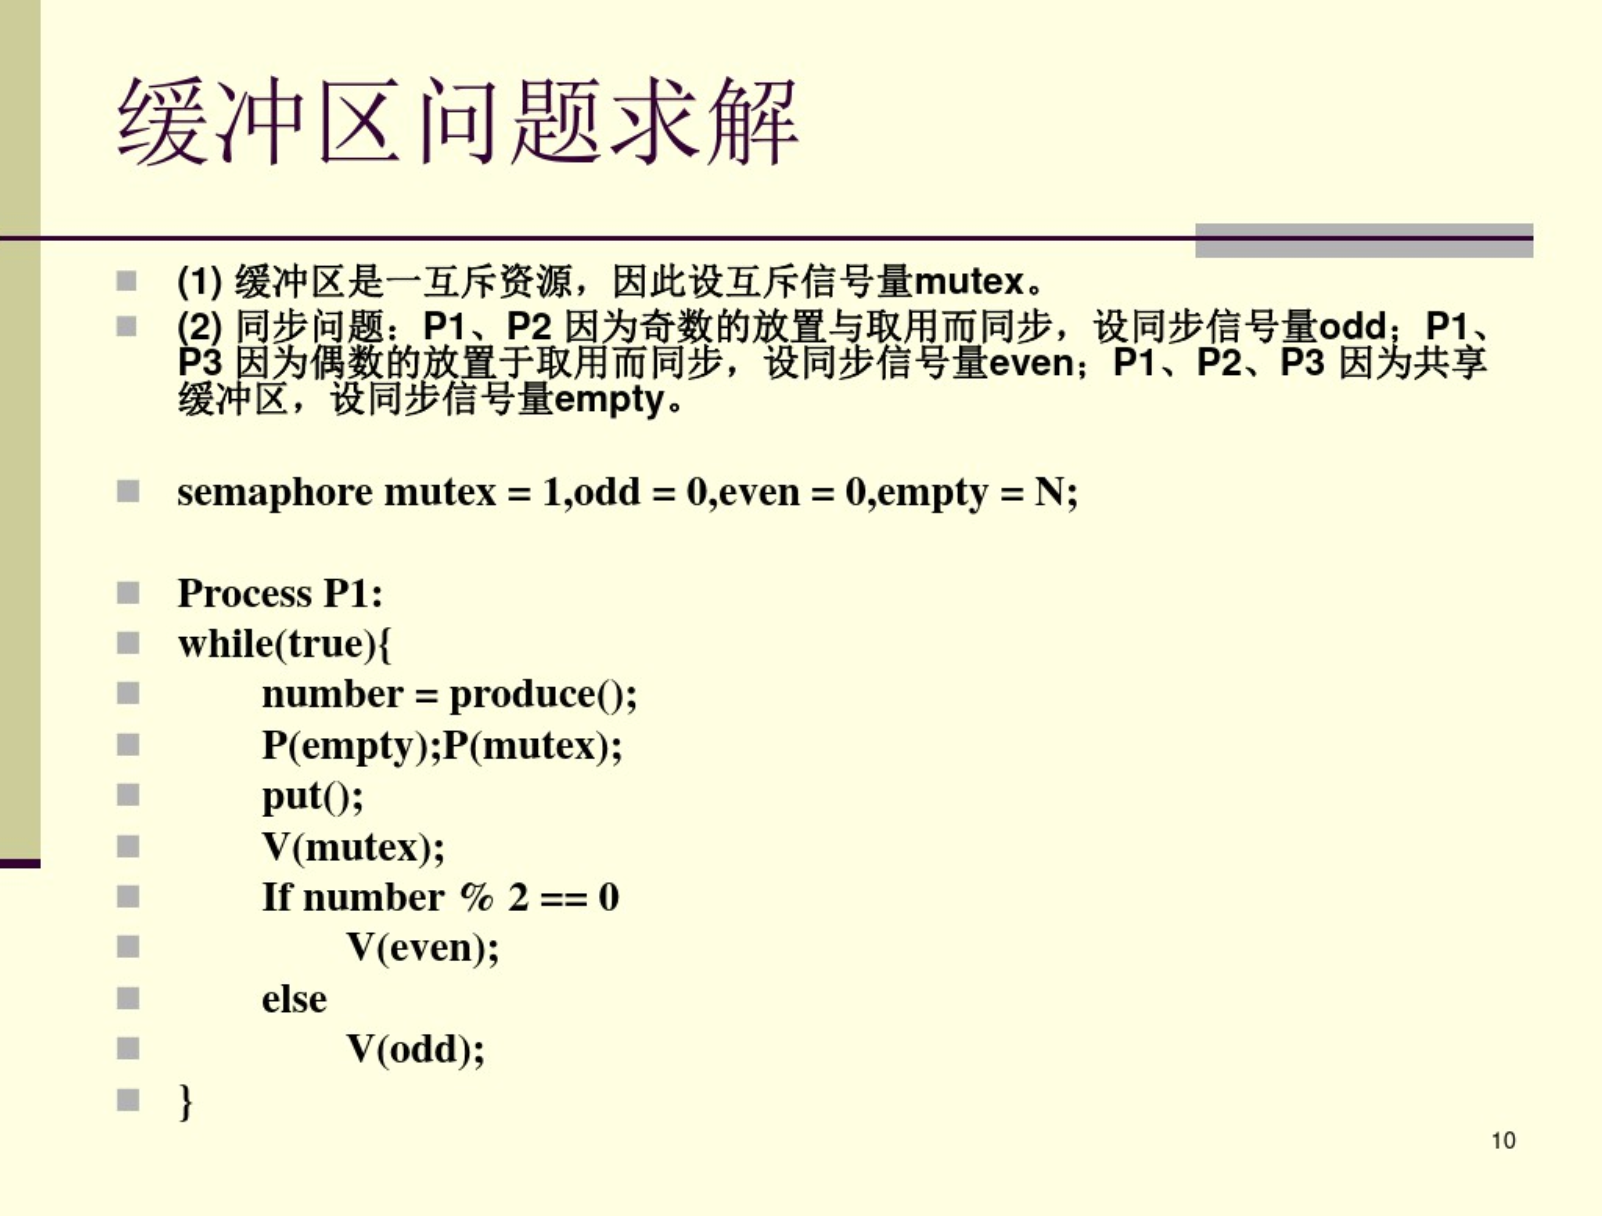 缓冲区问题求解
(1) 缓冲区是一互斥资源，因此设互斥信号量mutex。
(2) 同步问题：P1、P2 因为奇数的放置与取用而同步，设同步信号量odd；P1、
P3 因为偶数的放置于取用而同步，设同步信号量even；P1、P2、P3 因为共享
缓冲区，设同步信号量empty。
semaphore mutex = 1,odd = 0,even = 0,empty = N;
Process P1:
while(true){
number = produce();
P(empty);P(mutex);
put();
V(mutex);
If number % 2 == 0
V(even);
else
V(odd);
}
10